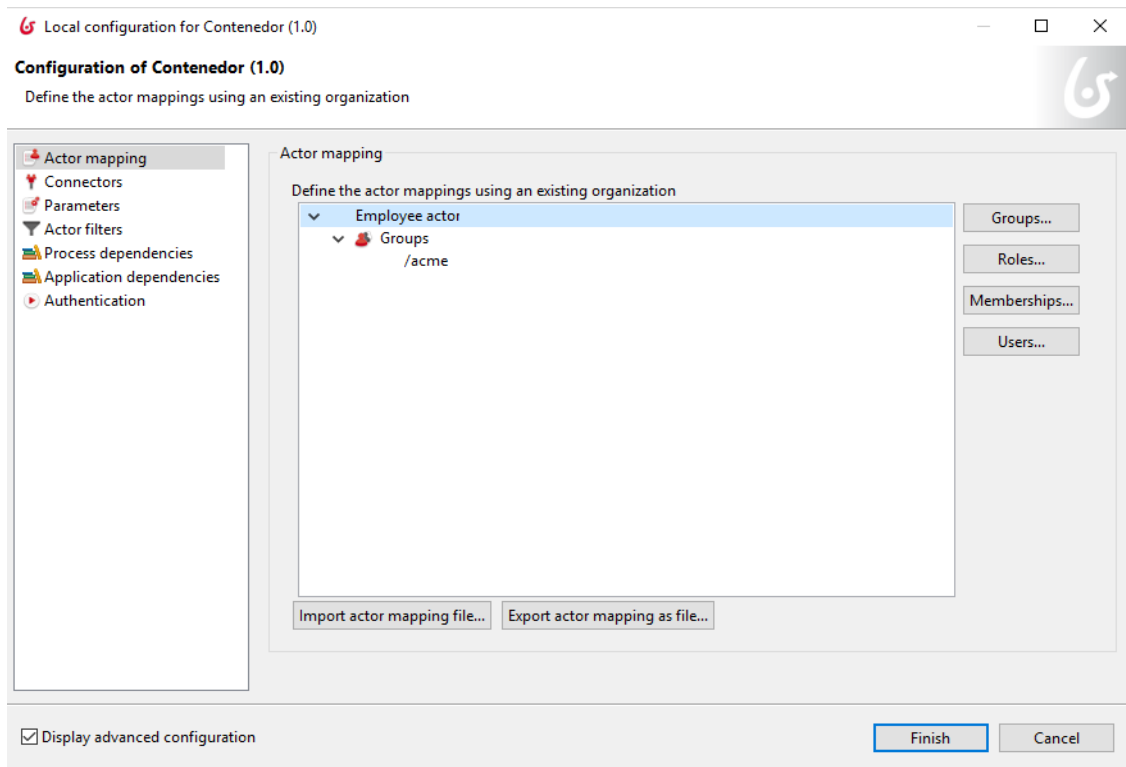 Local configuration for Contenedor (1.0)
Configuration of Contenedor (1.0)
Define the actor mappings using an existing organization
Actor mapping
Connectors
Parameters
Actor filters
Process dependencies
Application dependencies
Authentication
Actor mapping
Define the actor mappings using an existing organization
Employee actor
Groups
/acme
Groups...
Roles...
Memberships...
Users...
Import actor mapping file...
Export actor mapping as file...
Display advanced configuration
Finish
Cancel